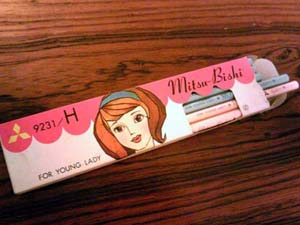 9231/H
Mitsu-Bishi
FOR YOUNG LADY